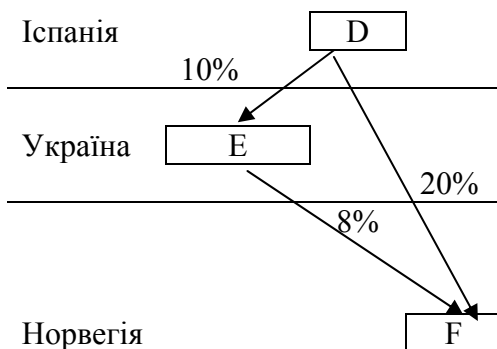 Іспанія D
10%
Україна E
20%
8%
Норвегія F